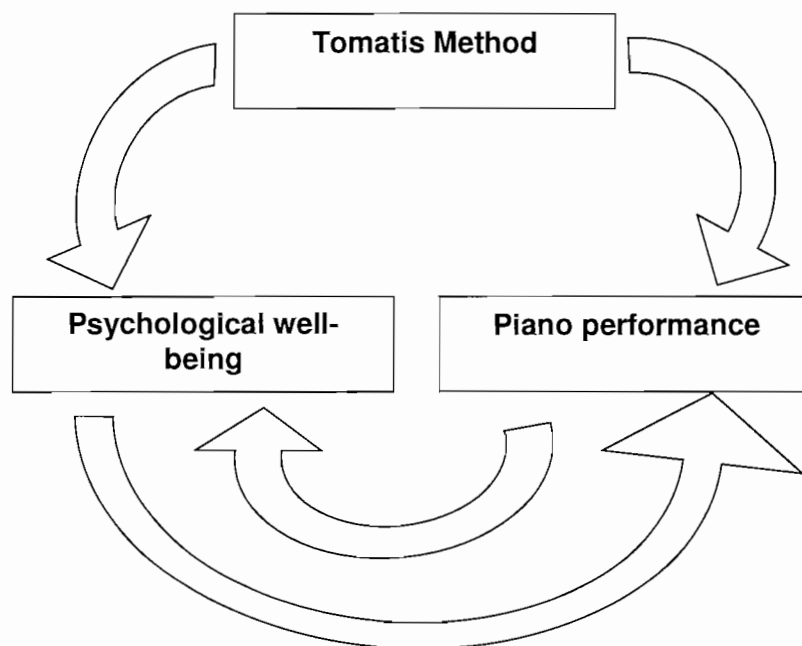 Tomatis Method
Psychological well-
being
Piano performance